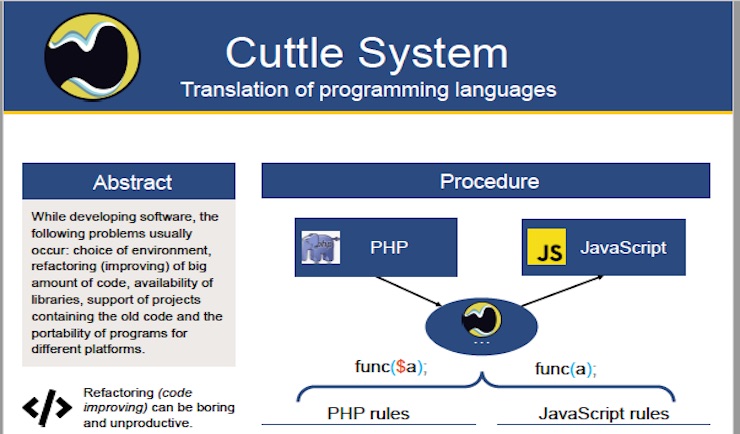 Cuttle System
Translation of programming languages
Abstract
While developing software, the
following problems usually
occur: choice of environment,
refactoring (improving) of big
amount of code, availability of
libraries, support of projects
containing the old code and the
portability of programs for
different platforms.
</>
Refactoring (code
improving) can be boring
and unproductive.
Procedure
php
PHP
JS
JavaScript
...
func($a);
func(a);
PHP rules
JavaScript rules